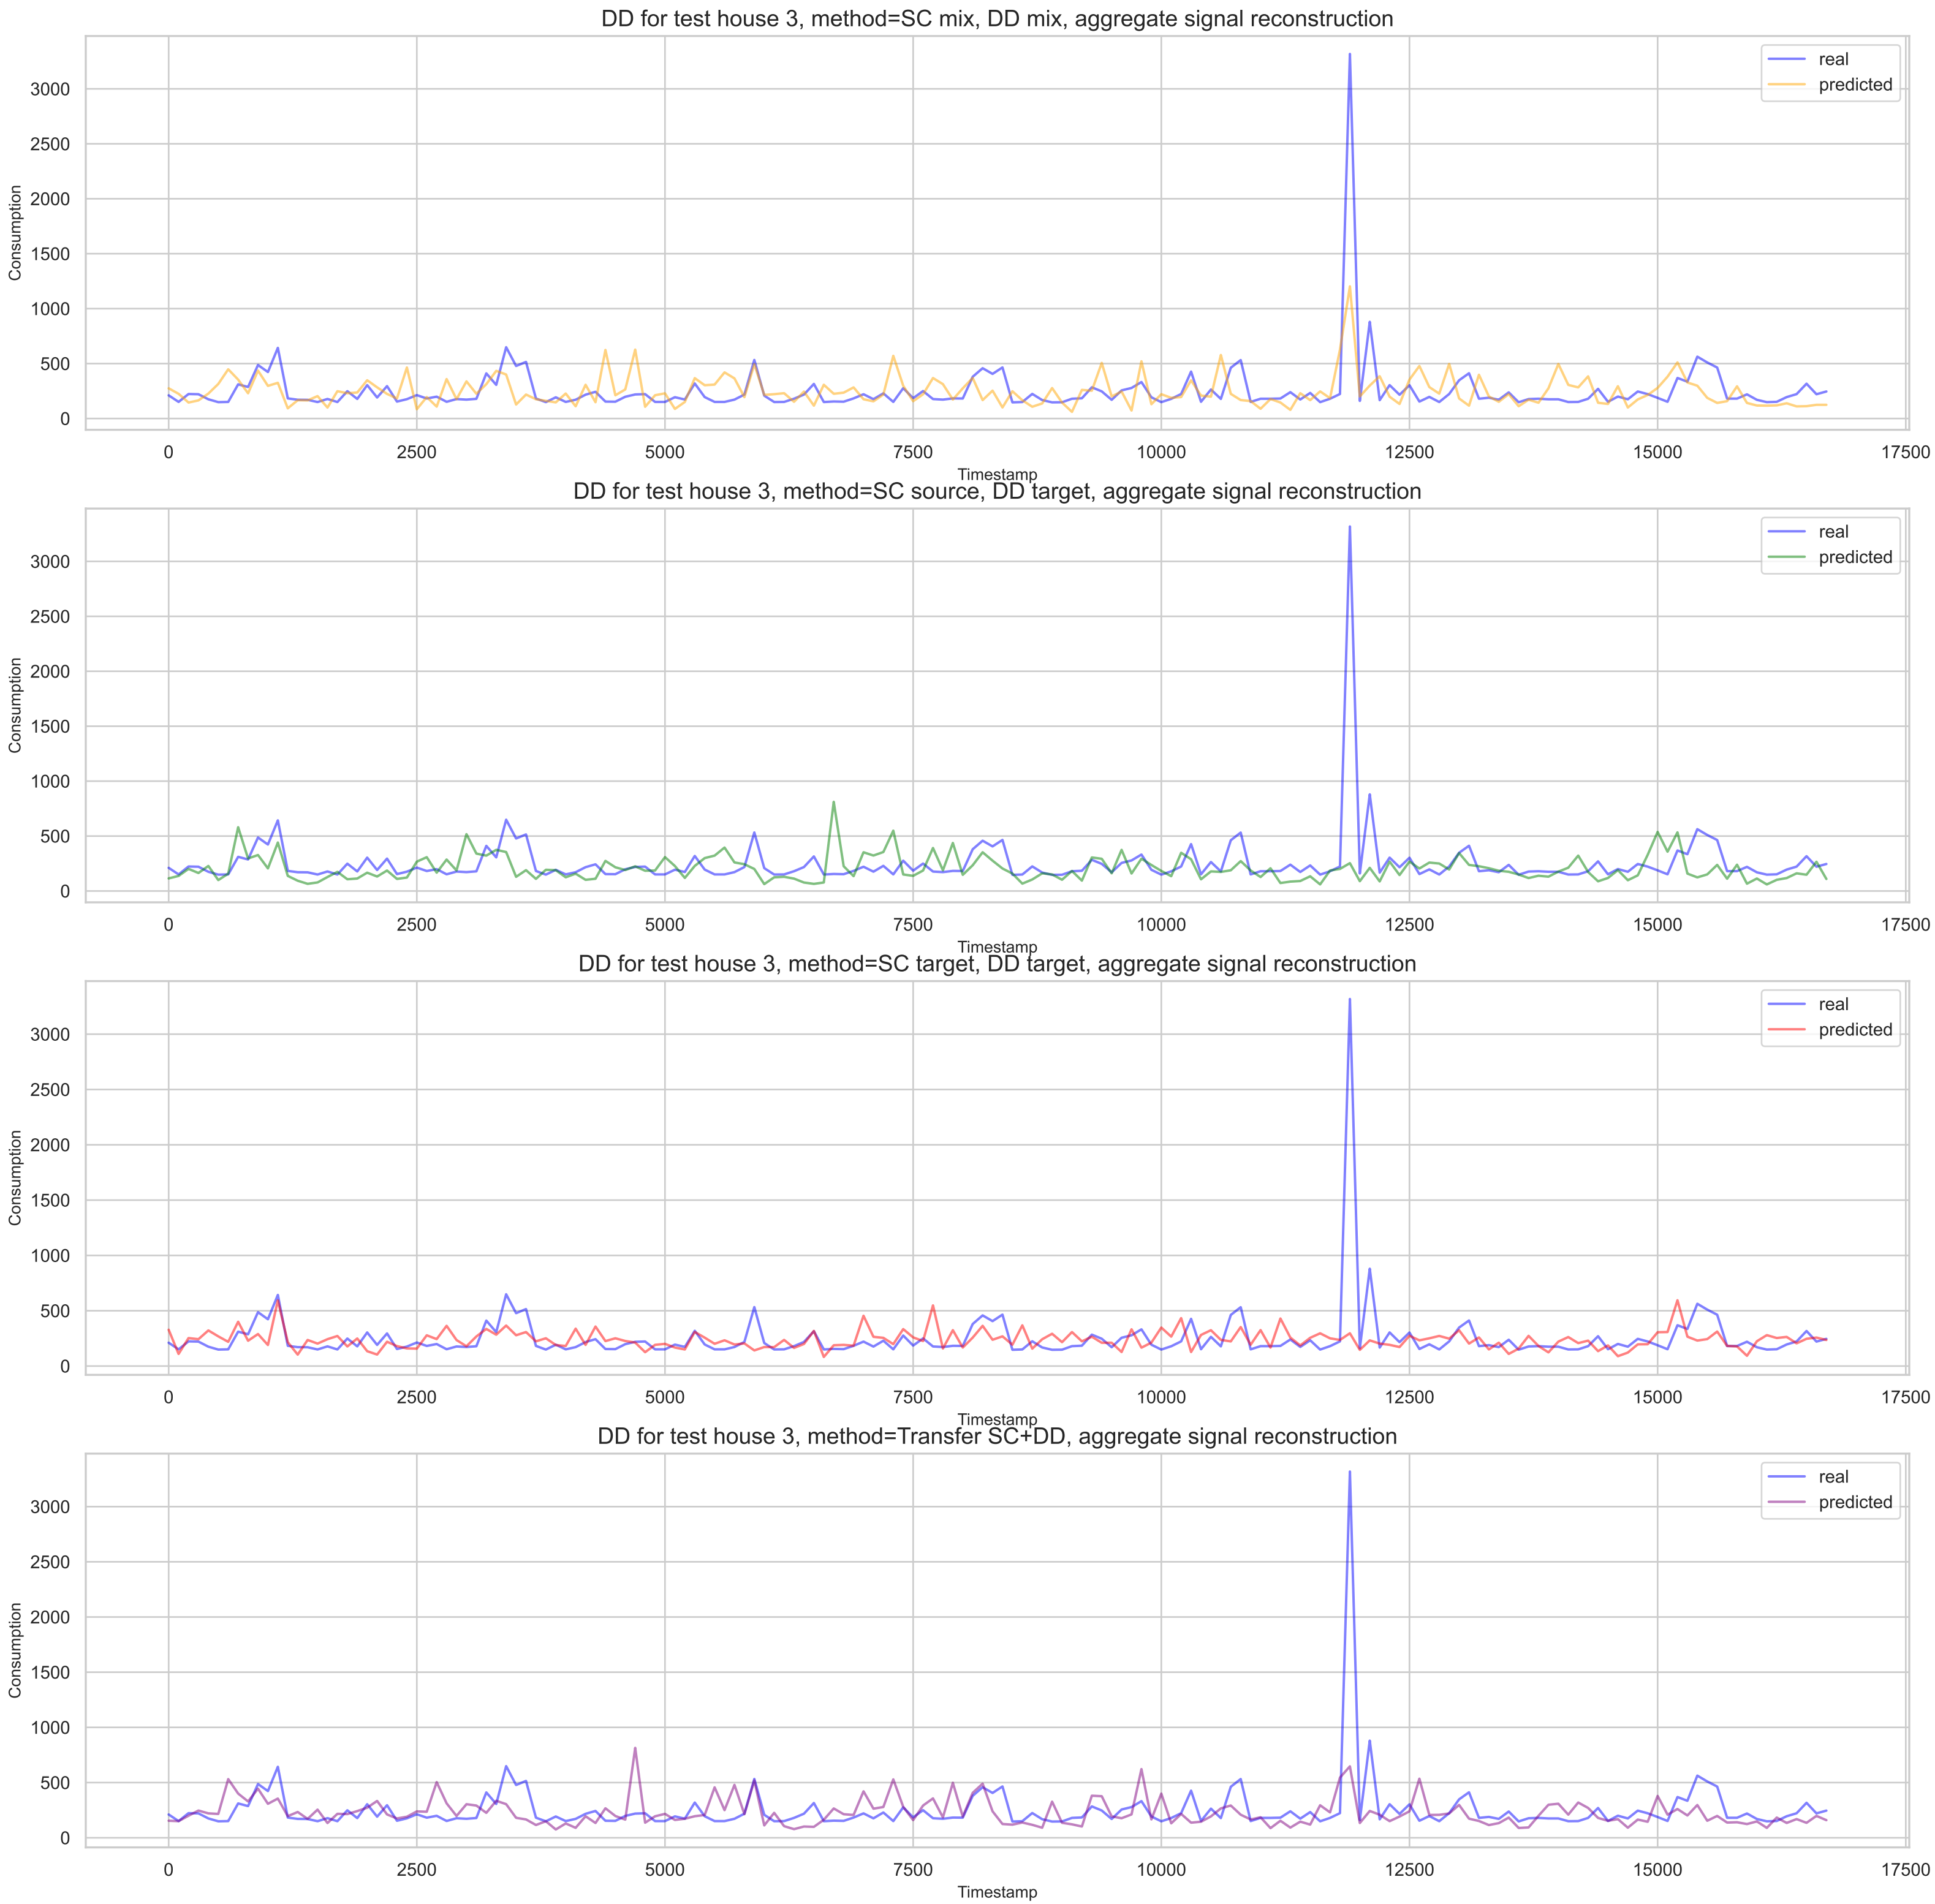 DD for test house 3, method=SC mix, DD mix, aggregate signal reconstruction
real
predicted
3000
2500
2000
1500
1000
500
0
Consumption
0 2500 5000 7500 10000 12500 15000 17500
Timestamp
DD for test house 3, method=SC source, DD target, aggregate signal reconstruction
real
predicted
3000
2500
2000
1500
1000
500
0
Consumption
0 2500 5000 7500 10000 12500 15000 17500
Timestamp
DD for test house 3, method=SC target, DD target, aggregate signal reconstruction
real
predicted
3000
2500
2000
1500
1000
500
0
Consumption
0 2500 5000 7500 10000 12500 15000 17500
Timestamp
DD for test house 3, method=Transfer SC+DD, aggregate signal reconstruction
real
predicted
3000
2500
2000
1500
1000
500
0
Consumption
0 2500 5000 7500 10000 12500 15000 17500
Timestamp